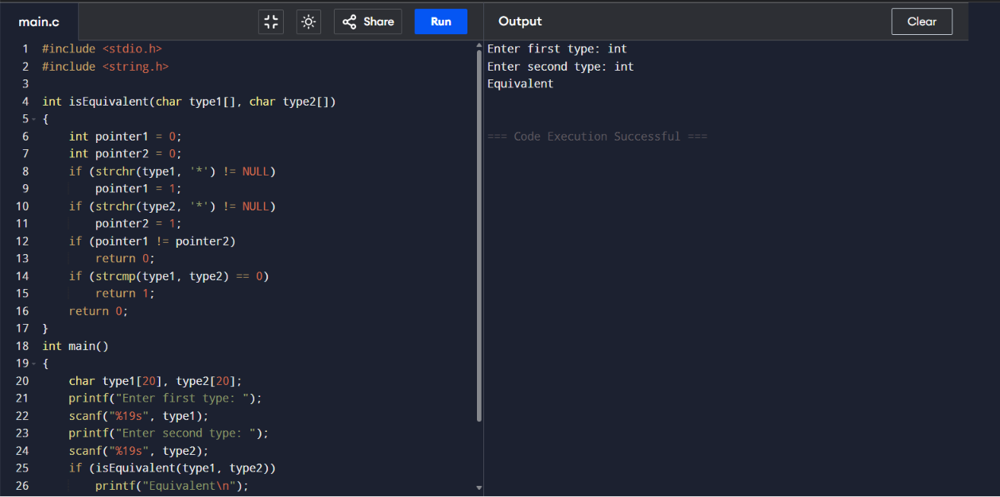 main.c
Share
Run
Output
Clear
1 #include <stdio.h>
2 #include <string.h>
3
4 int isEquivalent(char type1[], char type2[])
5 {
6     int pointer1 = 0;
7     int pointer2 = 0;
8     if (strchr(type1, '*') != NULL)
9         pointer1 = 1;
10     if (strchr(type2, '*') != NULL)
11         pointer2 = 1;
12     if (pointer1 != pointer2)
13         return 0;
14     if (strcmp(type1, type2) == 0)
15         return 1;
16     return 0;
17 }
18 int main()
19 {
20     char type1[20], type2[20];
21     printf("Enter first type: ");
22     scanf("%19s", type1);
23     printf("Enter second type: ");
24     scanf("%19s", type2);
25     if (isEquivalent(type1, type2))
26         printf("Equivalent\n");
Enter first type: int
Enter second type: int
Equivalent
=== Code Execution Successful ===